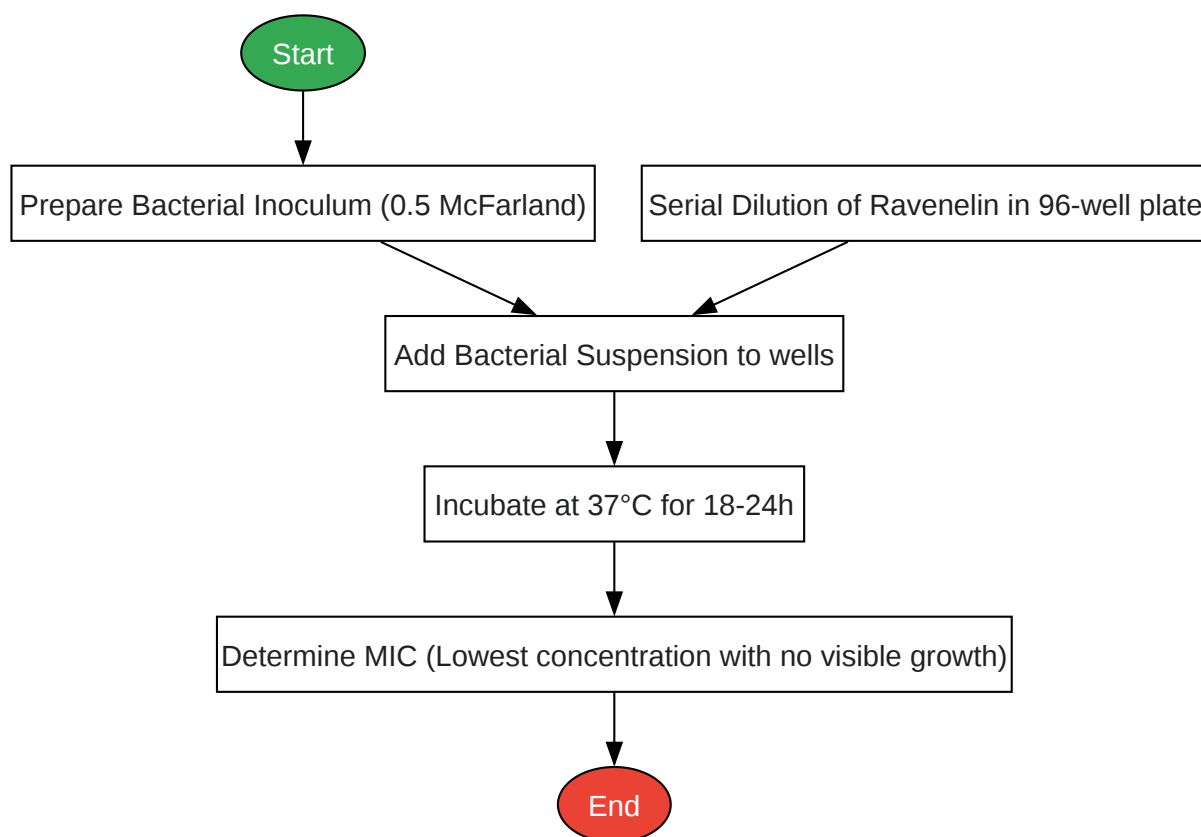 Start
Prepare Bacterial Inoculum (0.5 McFarland)
Serial Dilution of Ravenelin in 96-well plate
Add Bacterial Suspension to wells
Incubate at 37°C for 18-24h
Determine MIC (Lowest concentration with no visible growth)
End